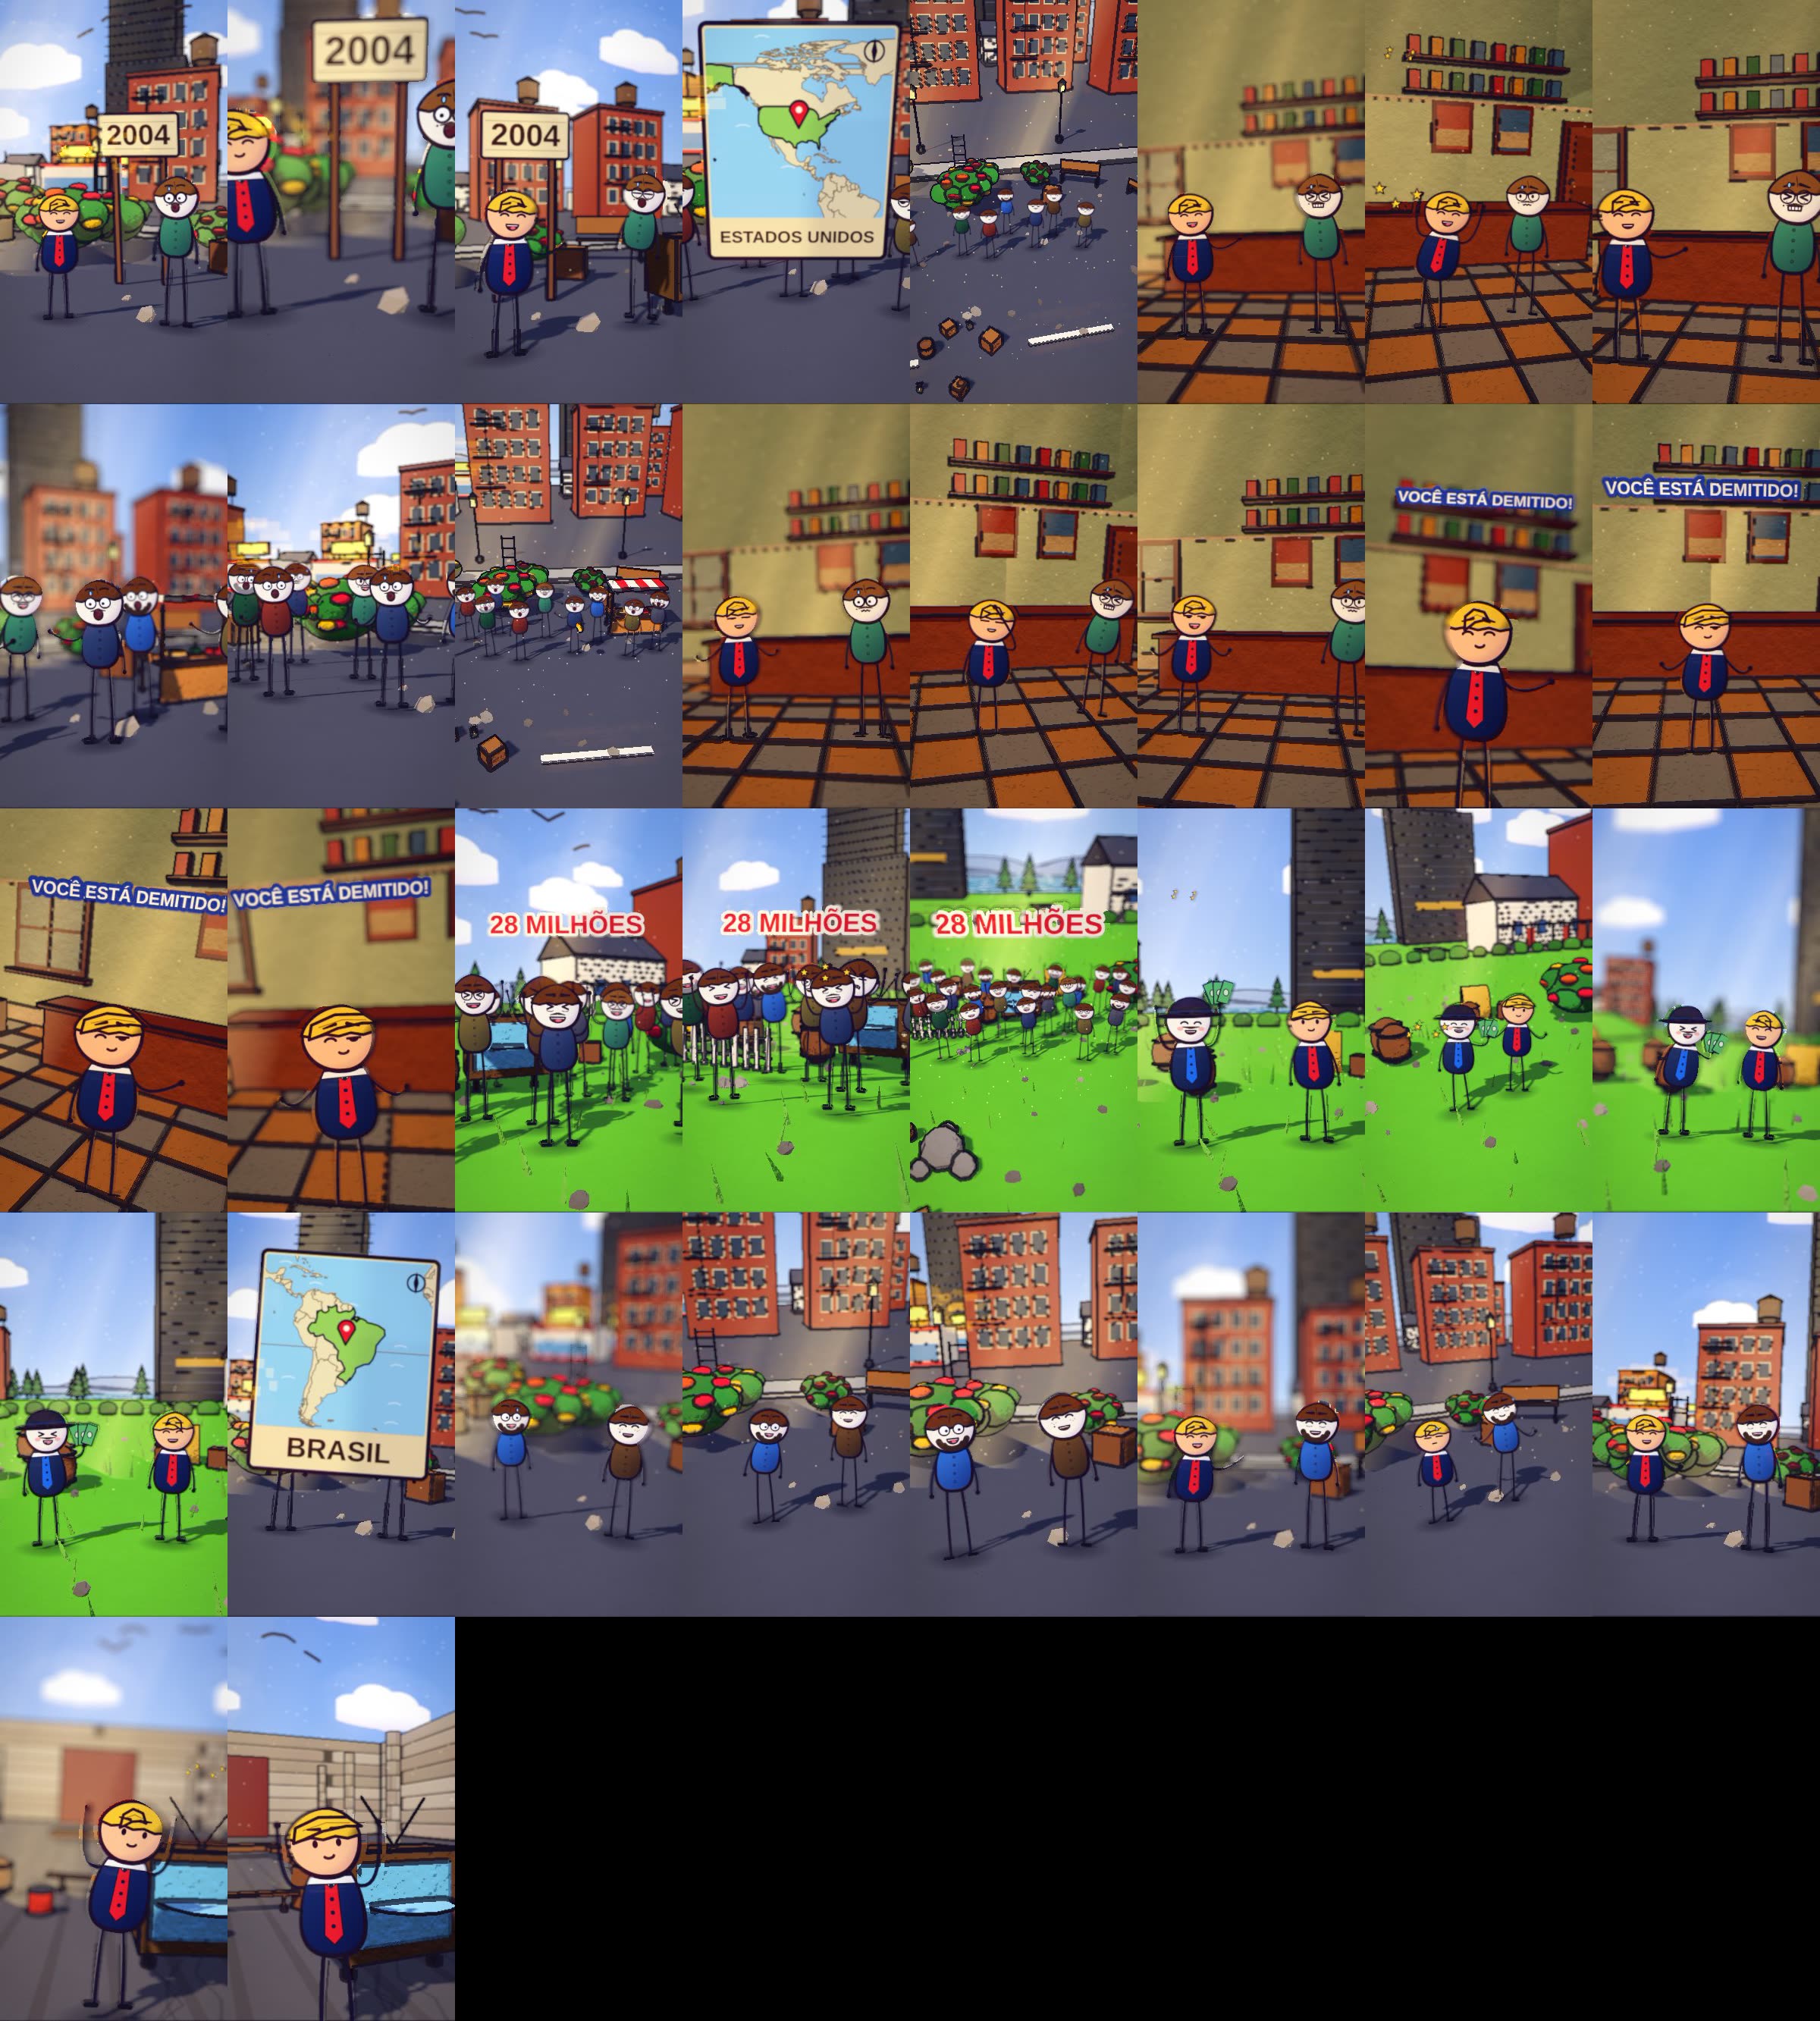 2004
2004
2004
ESTADOS UNIDOS
VOCÊ ESTÁ DEMITIDO!
VOCÊ ESTÁ DEMITIDO!
VOCÊ ESTÁ DEMITIDO!
VOCÊ ESTÁ DEMITIDO!
28 MILHÕES
28 MILHÕES
28 MILHÕES
BRASIL